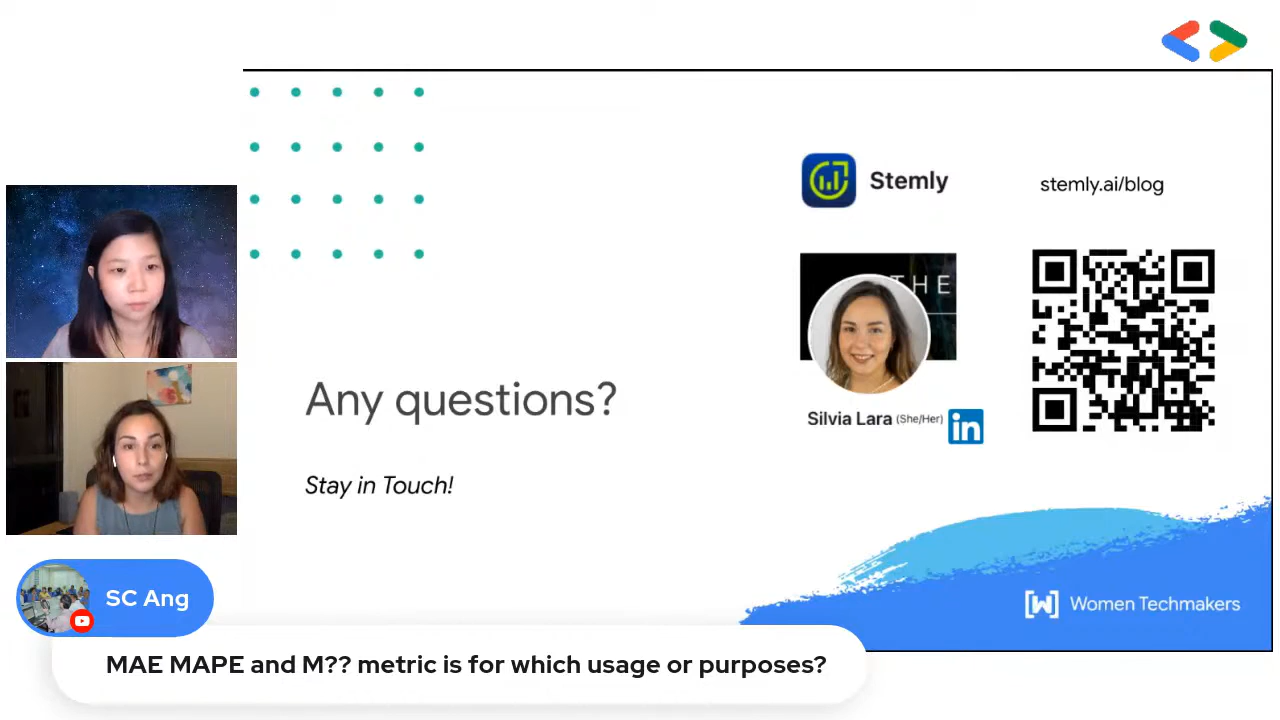 Stemly
stemly.ai/blog
THE
Any questions?
Silvia Lara (She/Her) in
Stay in Touch!
SC Ang
Women Techmakers
MAE MAPE and M?? metric is for which usage or purposes?